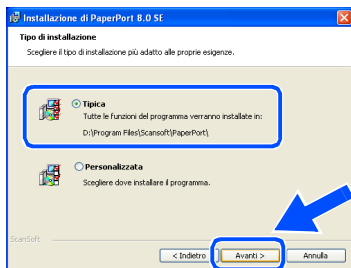 Installazione di PaperPort 8.0 SE
Tipo di installazione
Scegliere il tipo di installazione più adatto alle proprie esigenze.
Tipica
Tutte le funzioni del programma verranno installate in:
D:\Program Files\Scansoft\PaperPort\
Personalizzata
Scegliere dove installare il programma.
ScanSoft
< Indietro Avanti > Annulla